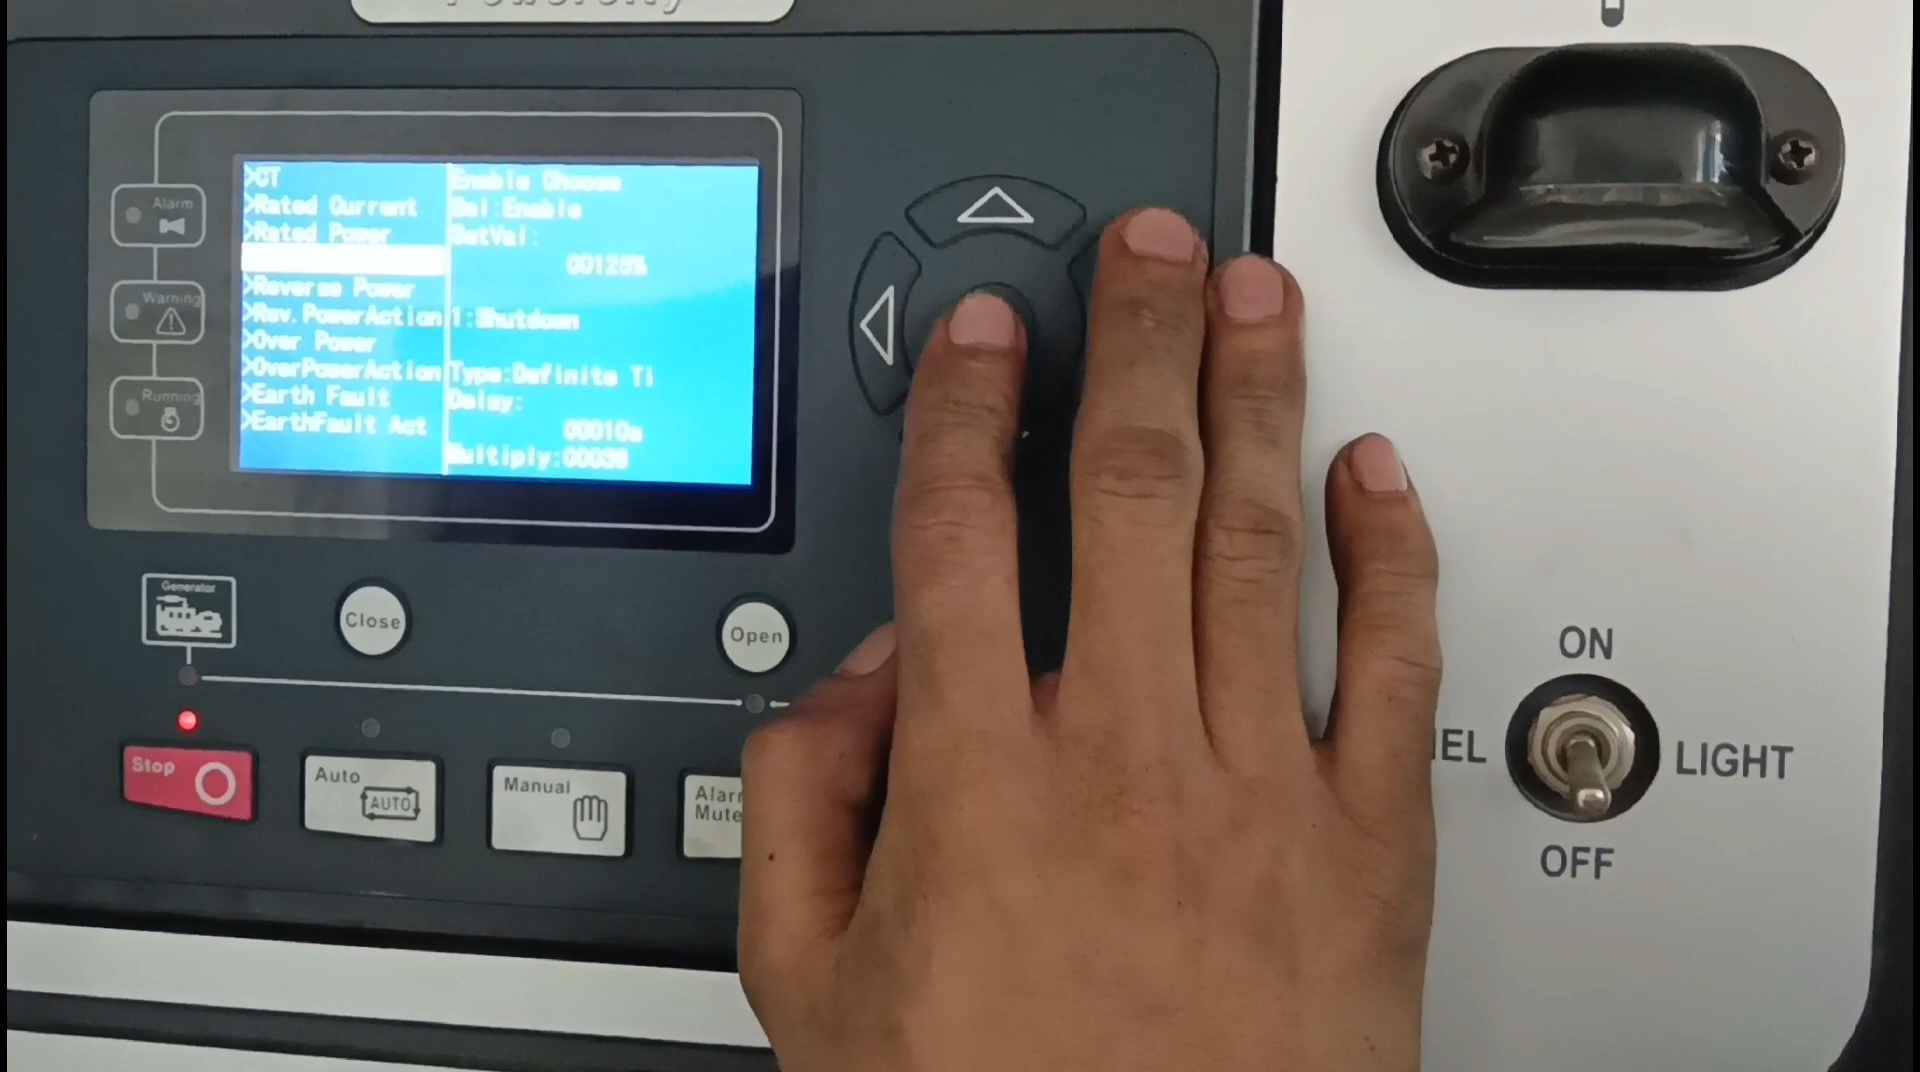 Alarm
Warning
Running
>CT
>Rated Current
>Rated Power
>Reverse Power
>Rev.PowerAction
>Over Power
>OverPowerAction
>Earth Fault
>EarthFault Act
Enable Choose
Sel:Enable
SetVal:
00120%
1:Shutdown
Type:Definite Ti
Delay:
00010s
Multiply:00036
Generator
Close
Open
Stop
Auto
AUTO
Manual
Alarm
Mute
ON
LIGHT
OFF